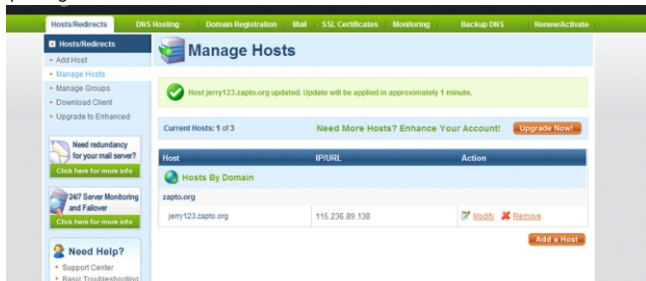 Hosts/Redirects DNS Hosting Domain Registration Mail SSL Certificates Monitoring Backup DNS Renew/Activate
Hosts/Redirects
Add Host
Manage Hosts
Manage Groups
Download Client
Upgrade to Enhanced
Need redundancy
for your mail server?
Click here for more info
24/7 Server Monitoring
and Failover
Click here for more info
Need Help?
Support Center
Basic Troubleshooting
Manage Hosts
Host jerry123.zapto.org updated. Update will be applied in approximately 1 minute.
Current Hosts: 1 of 3 Need More Hosts? Enhance Your Account! Upgrade Now!
Host IP/URL Action
Hosts By Domain
zapto.org
jerry123.zapto.org 115.236.89.138 Modify Remove
Add a Host